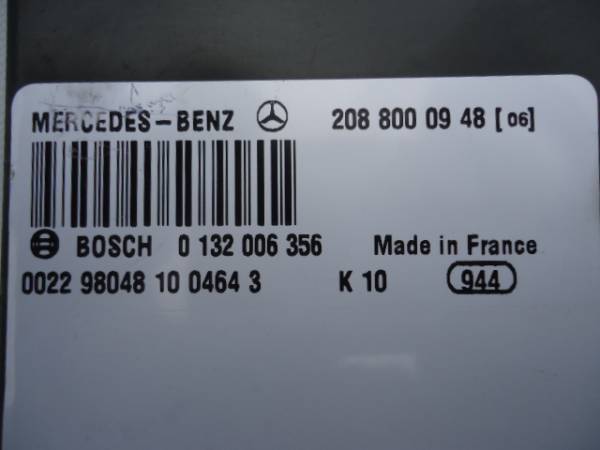 MERCEDES-BENZ 208 800 09 48 [06]
BOSCH 0 132 006 356 Made in France
0022 98048 10 0464 3 K 10 944